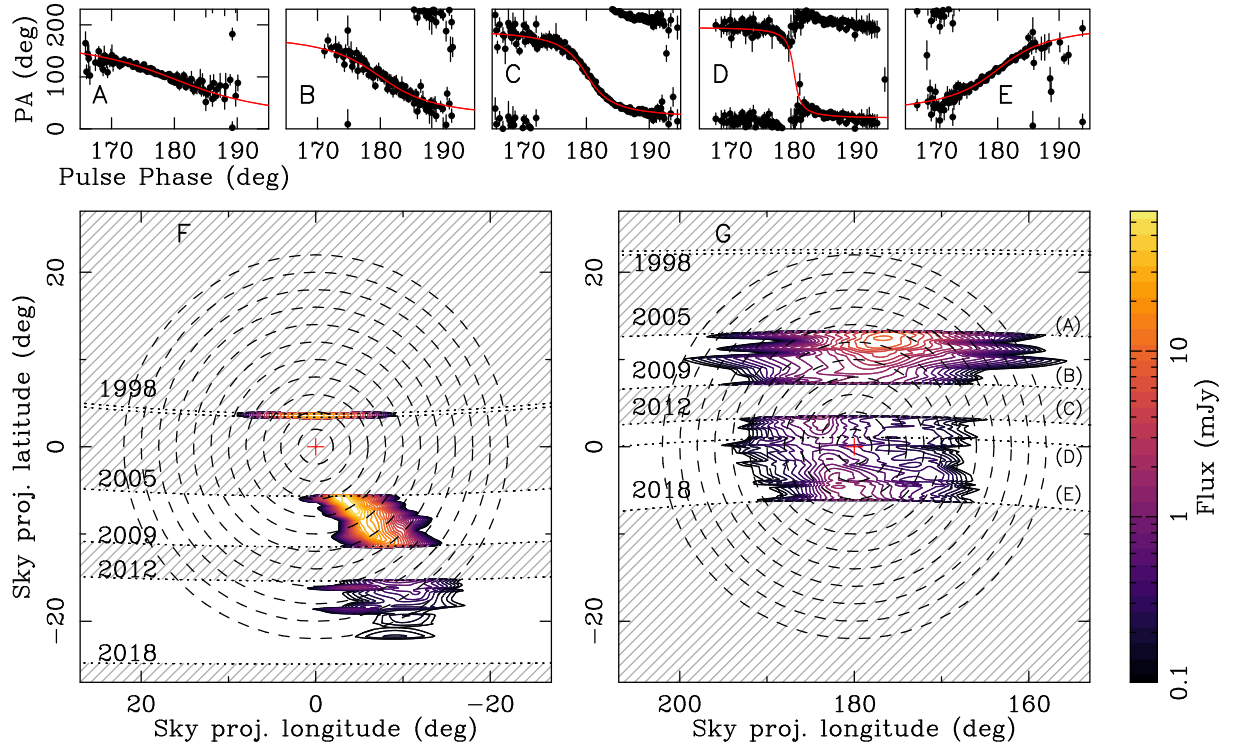 PA (deg)
0 100 200
A
B
C
D
E
170 180 190
170 180 190
170 180 190
170 180 190
170 180 190
Pulse Phase (deg)
F
1998
2005
2009
2012
2018
Sky proj. latitude (deg)
20
0
−20
20 0 −20
Sky proj. longitude (deg)
G
1998
2005
2009
2012
2018
(A)
(B)
(C)
(D)
(E)
20
0
−20
200 180 160
Sky proj. longitude (deg)
10
1
0.1
Flux (mJy)